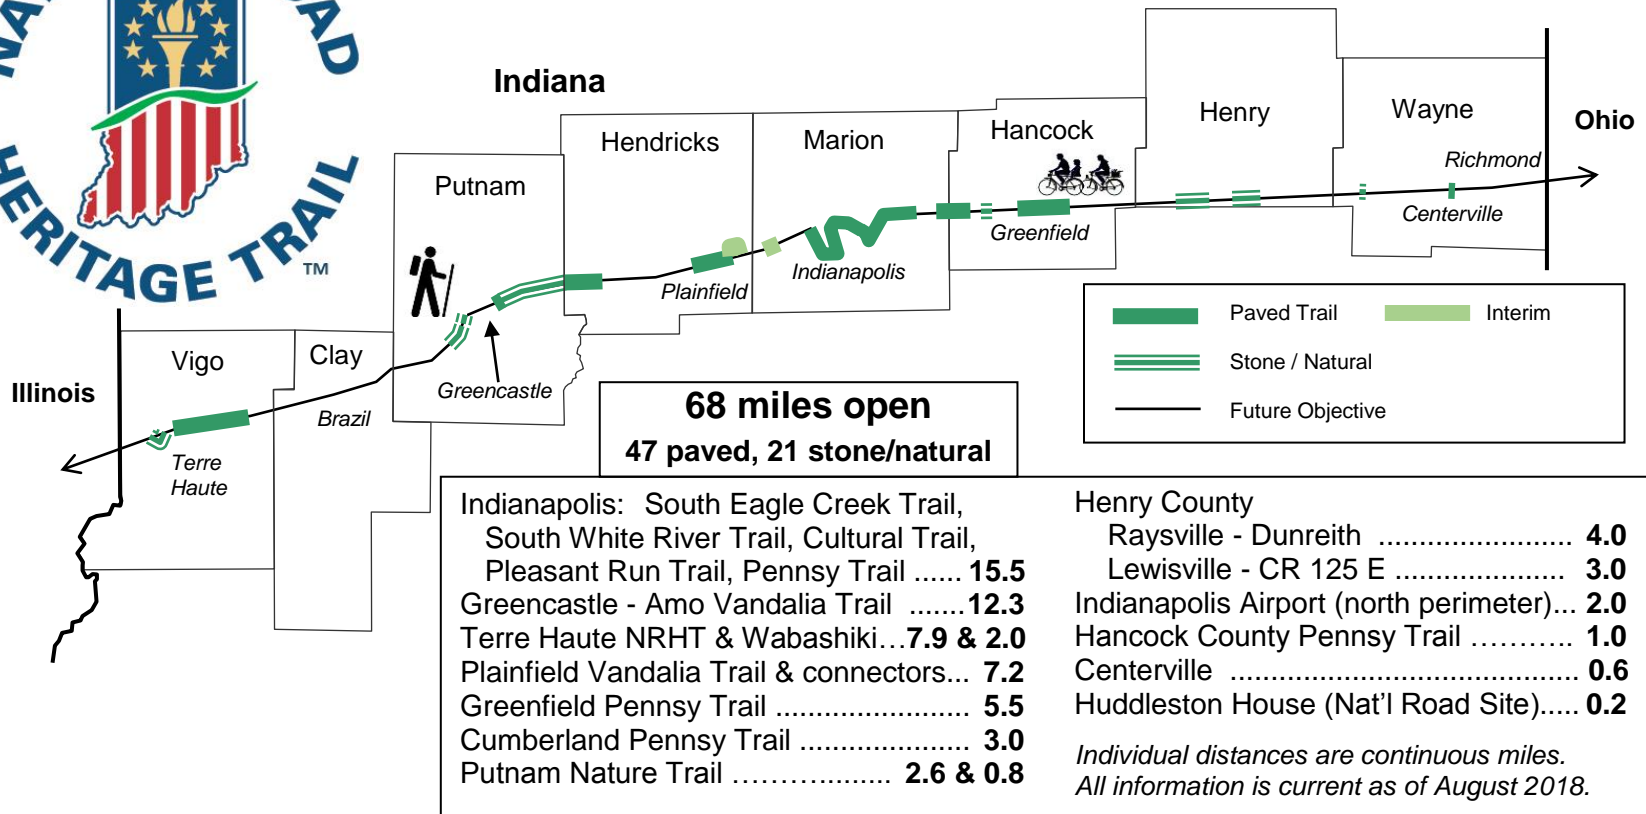 NA
OAD
HERITAGE TRAIL
TM
Indiana
Ohio
Illinois
Vigo
Clay
Putnam
Hendricks
Marion
Hancock
Henry
Wayne
Richmond
Centerville
Greenfield
Indianapolis
Plainfield
Greencastle
Brazil
Terre
Haute
Paved Trail
Interim
Stone / Natural
Future Objective
68 miles open
47 paved, 21 stone/natural
Indianapolis: South Eagle Creek Trail,
South White River Trail, Cultural Trail,
Pleasant Run Trail, Pennsy Trail ...... 15.5
Greencastle - Amo Vandalia Trail .......12.3
Terre Haute NRHT & Wabashiki...7.9 & 2.0
Plainfield Vandalia Trail & connectors... 7.2
Greenfield Pennsy Trail ....................... 5.5
Cumberland Pennsy Trail .................... 3.0
Putnam Nature Trail .................. 2.6 & 0.8
Henry County
Raysville - Dunreith ....................... 4.0
Lewisville - CR 125 E .................... 3.0
Indianapolis Airport (north perimeter)... 2.0
Hancock County Pennsy Trail ........... 1.0
Centerville ......................................... 0.6
Huddleston House (Nat'l Road Site)..... 0.2
Individual distances are continuous miles.
All information is current as of August 2018.